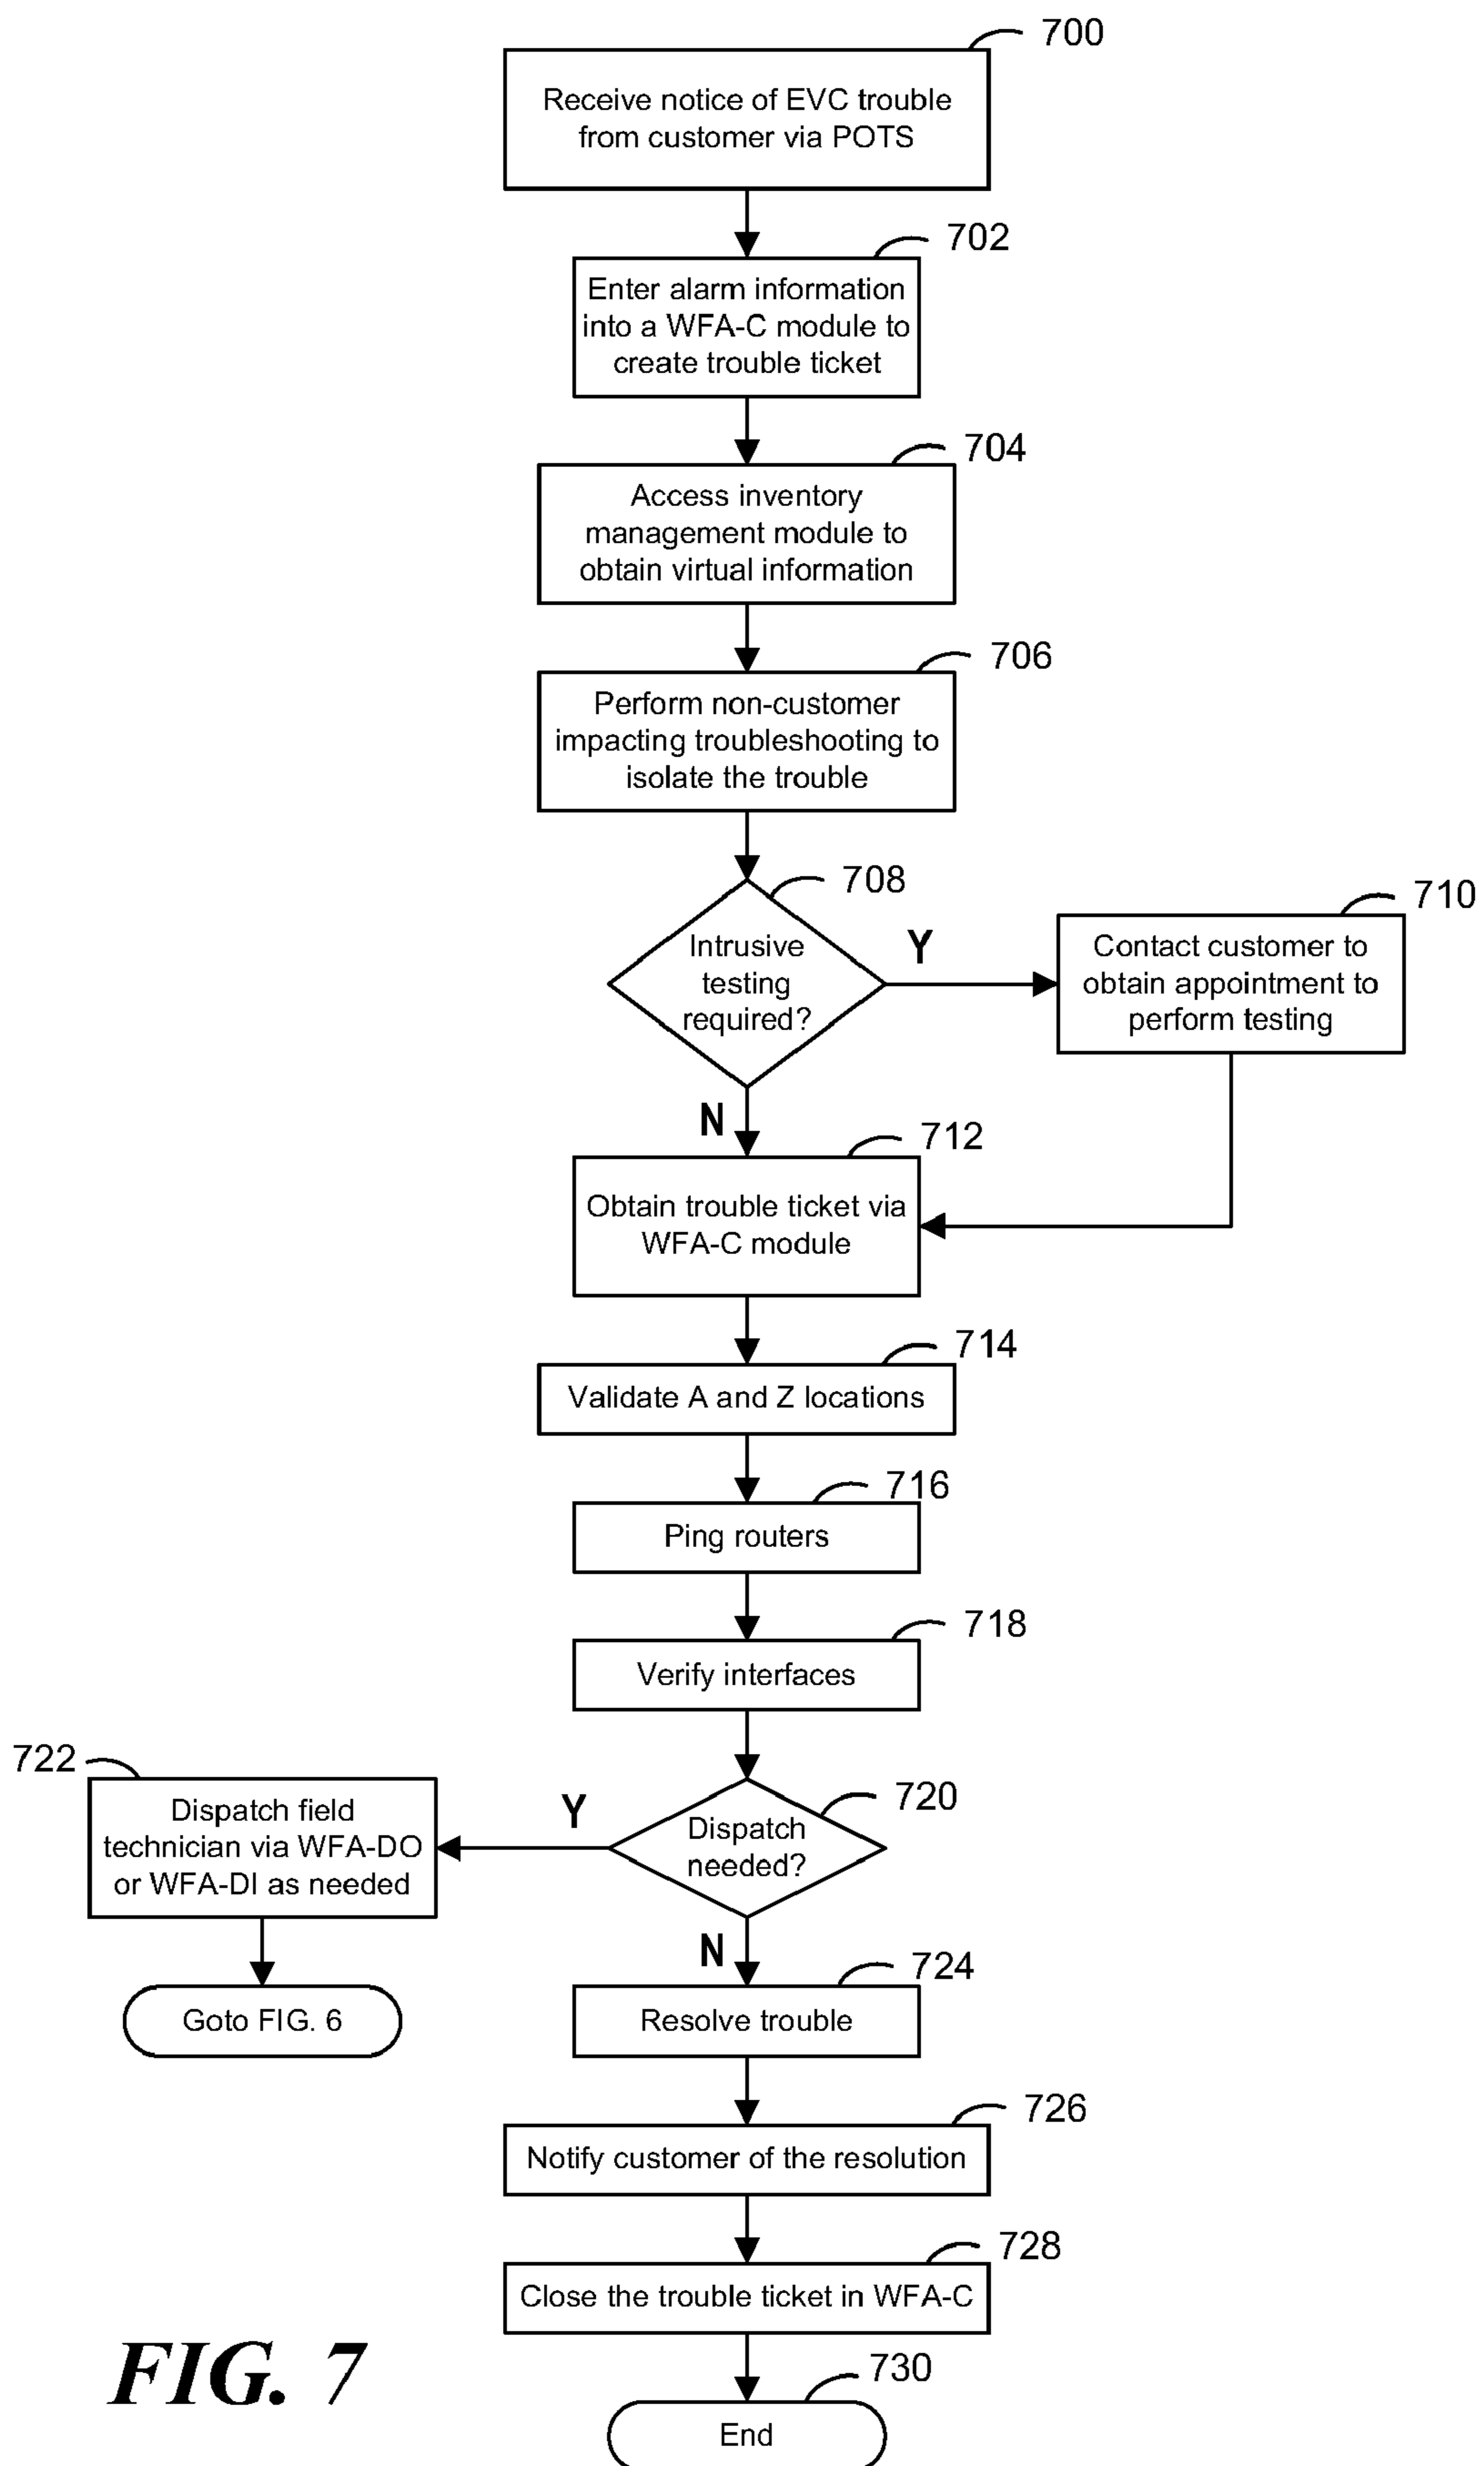 700
Receive notice of EVC trouble
from customer via POTS
702
Enter alarm information
into a WFA-C module to
create trouble ticket
704
Access inventory
management module to
obtain virtual information
706
Perform non-customer
impacting troubleshooting to
isolate the trouble
708
Intrusive
testing
required?
Y
710
Contact customer to
obtain appointment to
perform testing
N
712
Obtain trouble ticket via
WFA-C module
714
Validate A and Z locations
716
Ping routers
718
Verify interfaces
720
Dispatch
needed?
Y
722
Dispatch field
technician via WFA-DO
or WFA-DI as needed
Goto FIG. 6
N
724
Resolve trouble
726
Notify customer of the resolution
728
Close the trouble ticket in WFA-C
730
End
FIG. 7